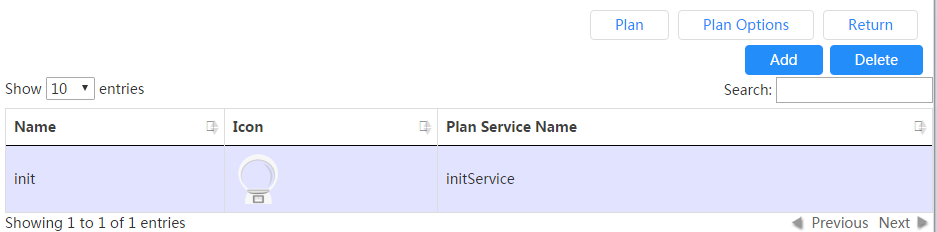 Plan Plan Options Return
Add Delete
Show 10 entries Search:
Name Icon Plan Service Name
init initService
Showing 1 to 1 of 1 entries Previous Next